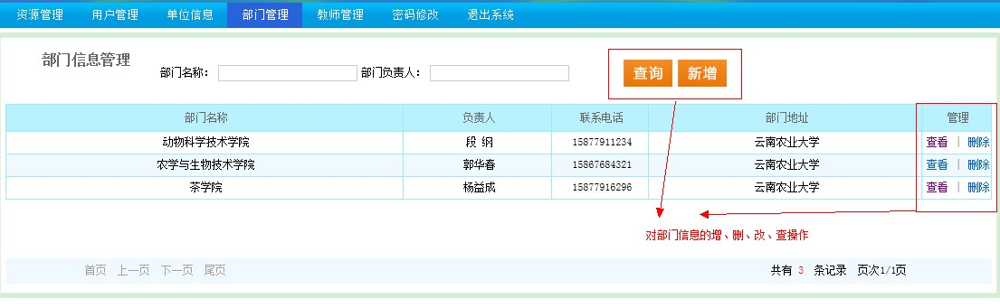 资源管理 用户管理 单位信息 部门管理 教师管理 密码修改 退出系统
部门信息管理 部门名称： 部门负责人： 查询 新增
部门名称 负责人 联系电话 部门地址 管理
动物科学技术学院 段 纲 15877911234 云南农业大学 查看 | 删除
农学与生物技术学院 郭华春 15867684321 云南农业大学 查看 | 删除
茶学院 杨益成 15877916296 云南农业大学 查看 | 删除
对部门信息的增、删、改、查操作
首页 上一页 下一页 尾页 共有 3 条记录 页次1/1页